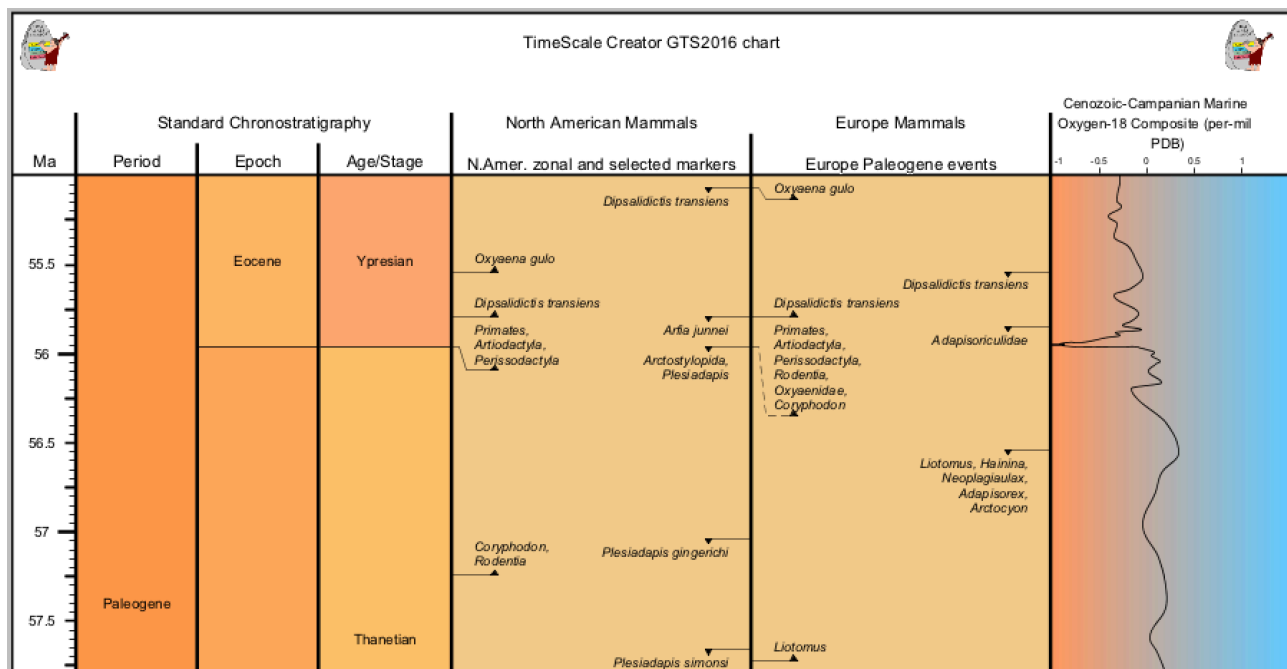 TimeScale Creator GTS2016 chart
Cenozoic-Campanian Marine
Oxygen-18 Composite (per-mil
PDB)
Standard Chronostratigraphy
North American Mammals
Europe Mammals
Ma
Period
Epoch
Age/Stage
N.Amer. zonal and selected markers
Europe Paleogene events
-1 -0.5 0 0.5 1
Oxyaena gulo
Dipsalidictis transiens
55.5
Eocene
Ypresian
Oxyaena gulo
Dipsalidictis transiens
Dipsalidictis transiens
Dipsalidictis transiens
Primates,
Artiodactyla,
Perissodactyla
Arfia junnei
Arctostylopida,
Plesiadapis
Primates,
Artiodactyla,
Perissodactyla,
Rodentia,
Oxyaenidae,
Coryphodon
Adapisoriculidae
56
56.5
Liotomus, Hainina,
Neoplagiaulax,
Adapisorex,
Arctocyon
57
Coryphodon,
Rodentia
Plesiadapis gingerichi
Paleogene
57.5
Thanetian
Plesiadapis simonsi
Liotomus